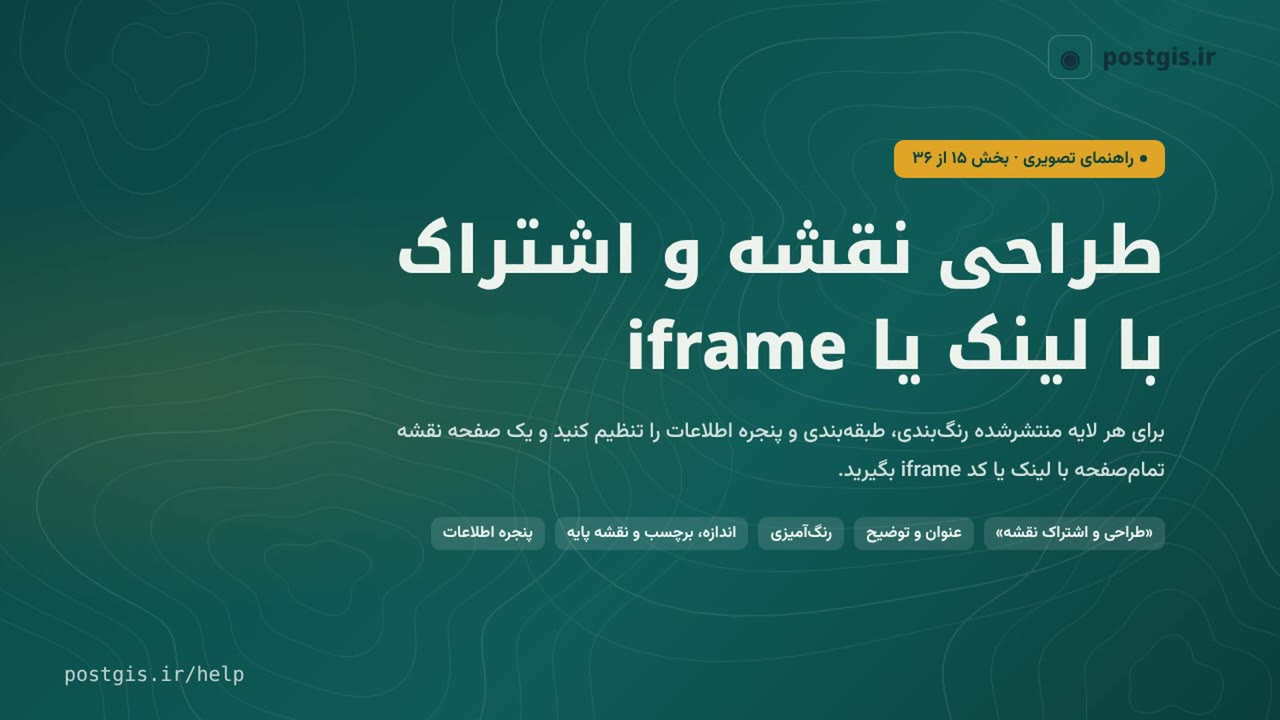 postgis.ir
راهنمای تصویری · بخش ۱۵ از ۳۶
طراحی نقشه و اشتراک
با لینک یا iframe
برای هر لایه منتشرشده رنگ‌بندی، طبقه‌بندی و پنجره اطلاعات را تنظیم کنید و یک صفحه نقشه
تمام‌صفحه با لینک یا کد iframe بگیرید.
«طراحی و اشتراک نقشه» عنوان و توضیح رنگ‌آمیزی اندازه، برچسب و نقشه پایه پنجره اطلاعات
postgis.ir/help